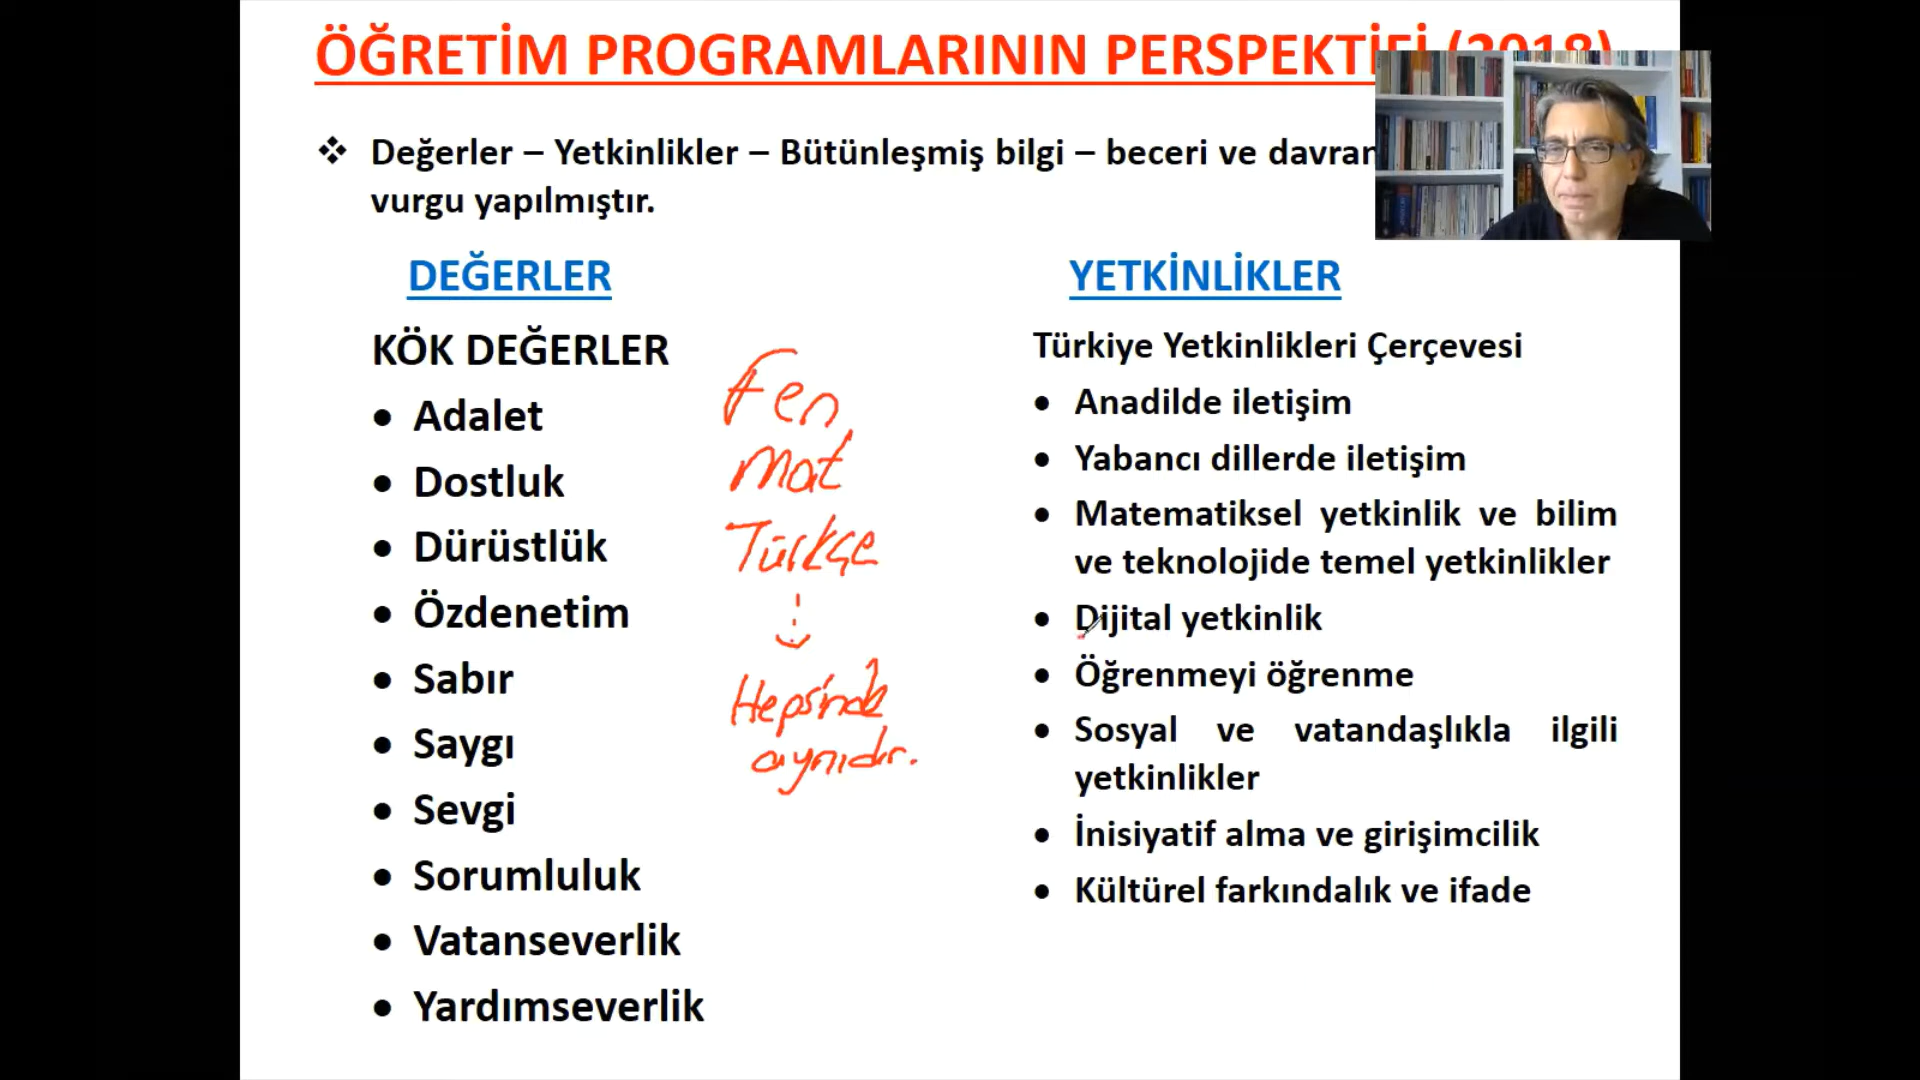 ÖĞRETİM PROGRAMLARININ PERSPEKTİFİ (2018)
❖ Değerler – Yetkinlikler – Bütünleşmiş bilgi – beceri ve
vurgu yapılmıştır.
DEĞERLER
KÖK DEĞERLER
• Adalet
• Dostluk
• Dürüstlük
• Özdenetim
• Sabır
• Saygı
• Sevgi
• Sorumluluk
• Vatanseverlik
• Yardımseverlik
Fen,
Mat
Türkçe
Hepsinde
aynıdır.
YETKİNLİKLER
Türkiye Yetkinlikleri Çerçevesi
• Anadilde iletişim
• Yabancı dillerde iletişim
• Matematiksel yetkinlik ve bilim
ve teknolojide temel yetkinlikler
• Dijital yetkinlik
• Öğrenmeyi öğrenme
• Sosyal ve vatandaşlıkla ilgili
yetkinlikler
• İnisiyatif alma ve girişimcilik
• Kültürel farkındalık ve ifade